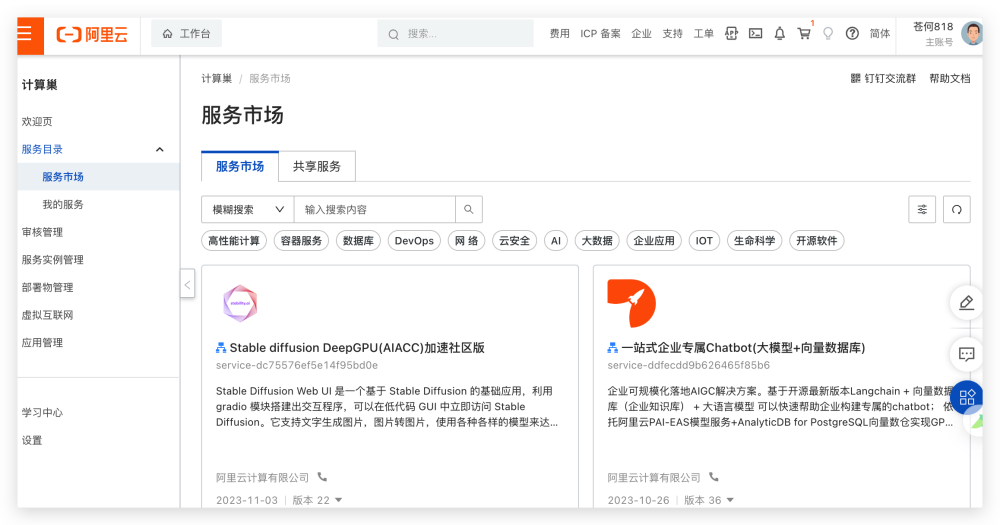 阿里云
工作台
搜索...
费用 ICP 备案 企业 支持 工单
1
简体
苍何818
主账号
计算巢
欢迎页
服务目录
服务市场
我的服务
审核管理
服务实例管理
部署物管理
虚拟互联网
应用管理
学习中心
设置
计算巢 / 服务市场
钉钉交流群 帮助文档
服务市场
服务市场 共享服务
模糊搜索 输入搜索内容
高性能计算 容器服务 数据库 DevOps 网 络 云安全 AI 大数据 企业应用 IOT 生命科学 开源软件
Stable diffusion DeepGPU(AIACC)加速社区版
service-dc75576ef5e14f95bd0e
Stable Diffusion Web UI 是一个基于 Stable Diffusion 的基础应用，利用
gradio 模块搭建出交互程序，可以在低代码 GUI 中立即访问 Stable
Diffusion。它支持文字生成图片，图片转图片，使用各种各样的模型来达...
阿里云计算有限公司
2023-11-03 | 版本 22
一站式企业专属Chatbot(大模型+向量数据库)
service-ddfecdd9b626465f85b6
企业可规模化落地AIGC解决方案。基于开源最新版本Langchain + 向量数据
库（企业知识库） + 大语言模型 可以快速帮助企业构建专属的chatbot； 依
托阿里云PAI-EAS模型服务+AnalyticDB for PostgreSQL向量数仓实现GP...
阿里云计算有限公司
2023-10-26 | 版本 36